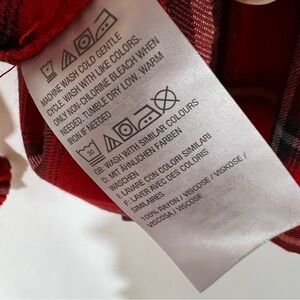 MACHINE WASH COLD GENTLE
CYCLE. WASH WITH LIKE COLORS.
ONLY NON-CHLORINE BLEACH WHEN
NEEDED. TUMBLE DRY LOW. WARM
IRON IF NEEDED
30
GB: WASH WITH SIMILAR COLOURS
D: MIT ÄHNLICHEN FARBEN
WASCHEN
I: LAVARE CON COLORI SIMILARI
F: LAVER AVEC DES COLORIS
SIMILAIRES
100% RAYON / VISCOSE / VISKOSE /
VISCOSA / VISCOSE